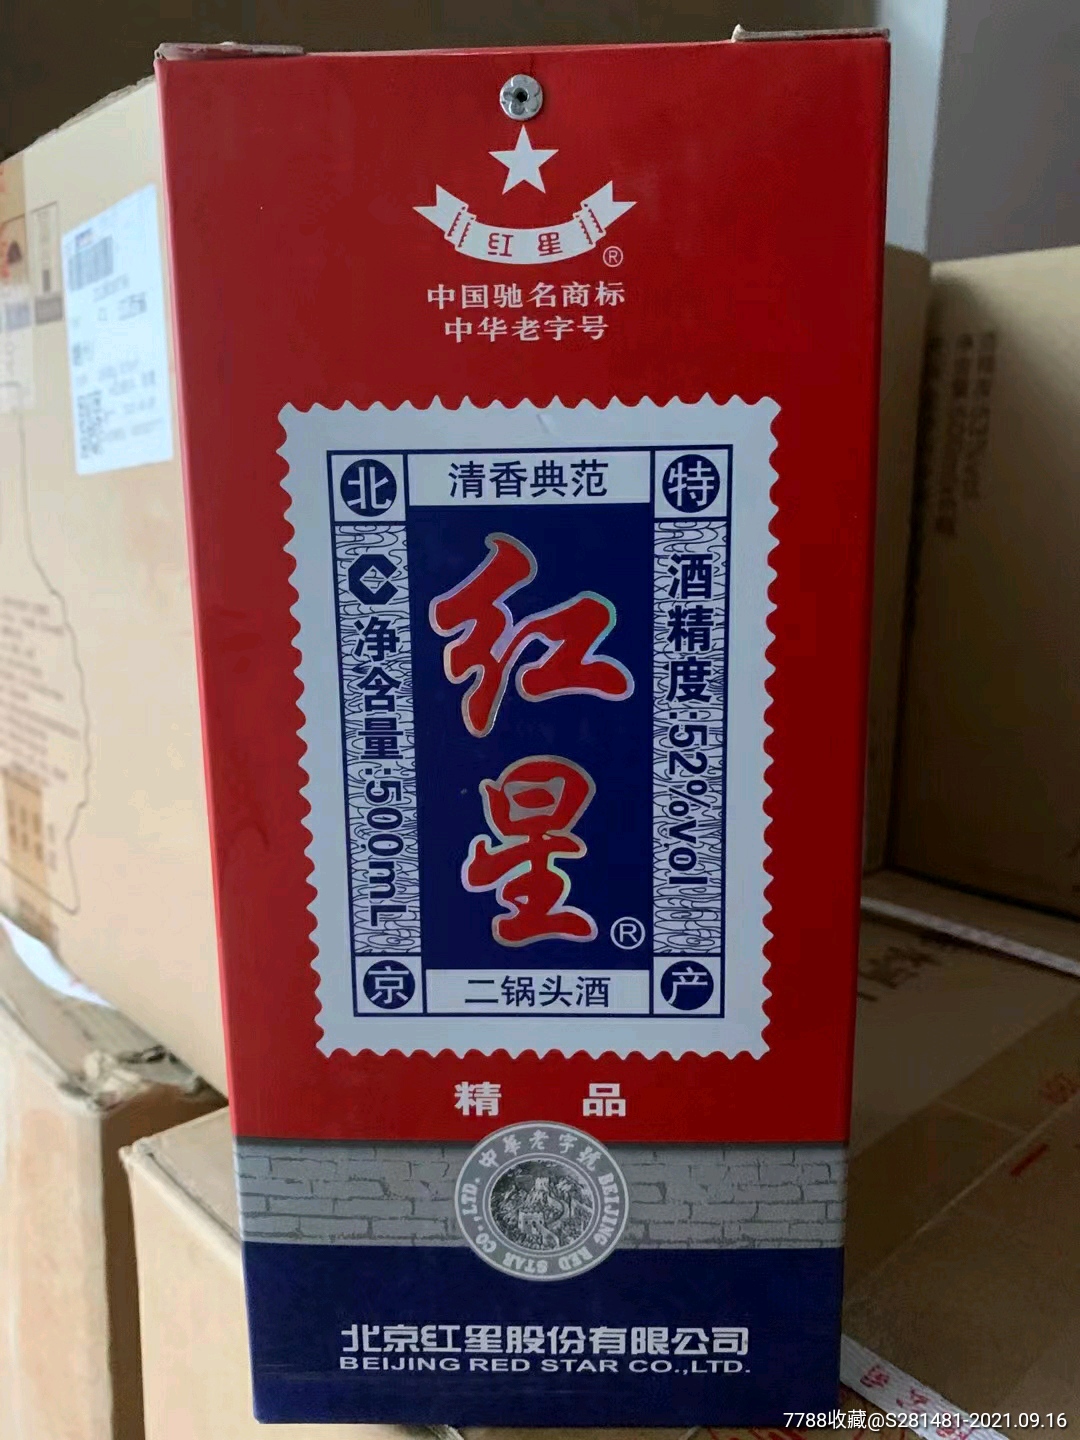 红星
®
中国驰名商标
中华老字号
北
清香典范
特
净含量:500mL
红星
®
酒精度:52%vol
京
二锅头酒
产
精 品
中華老字號 BEIJING RED STAR CO.,LTD.
北京红星股份有限公司
BEIJING RED STAR CO.,LTD.
7788收藏@S281481-2021.09.16